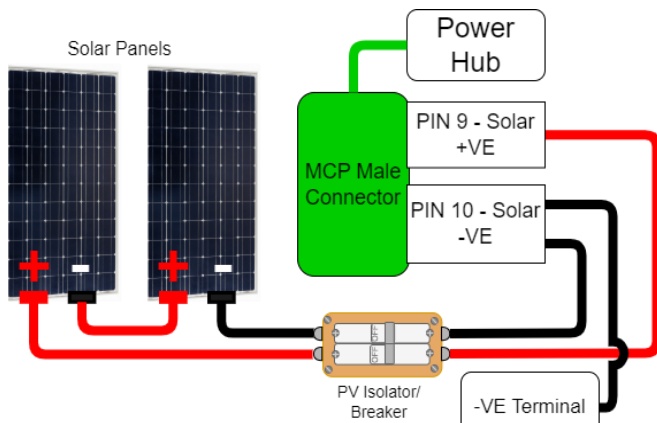 Solar Panels
Power
Hub
MCP Male
Connector
PIN 9 - Solar
+VE
PIN 10 - Solar
-VE
+
-
+
-
OFF
OFF
PV Isolator/
Breaker
-VE Terminal